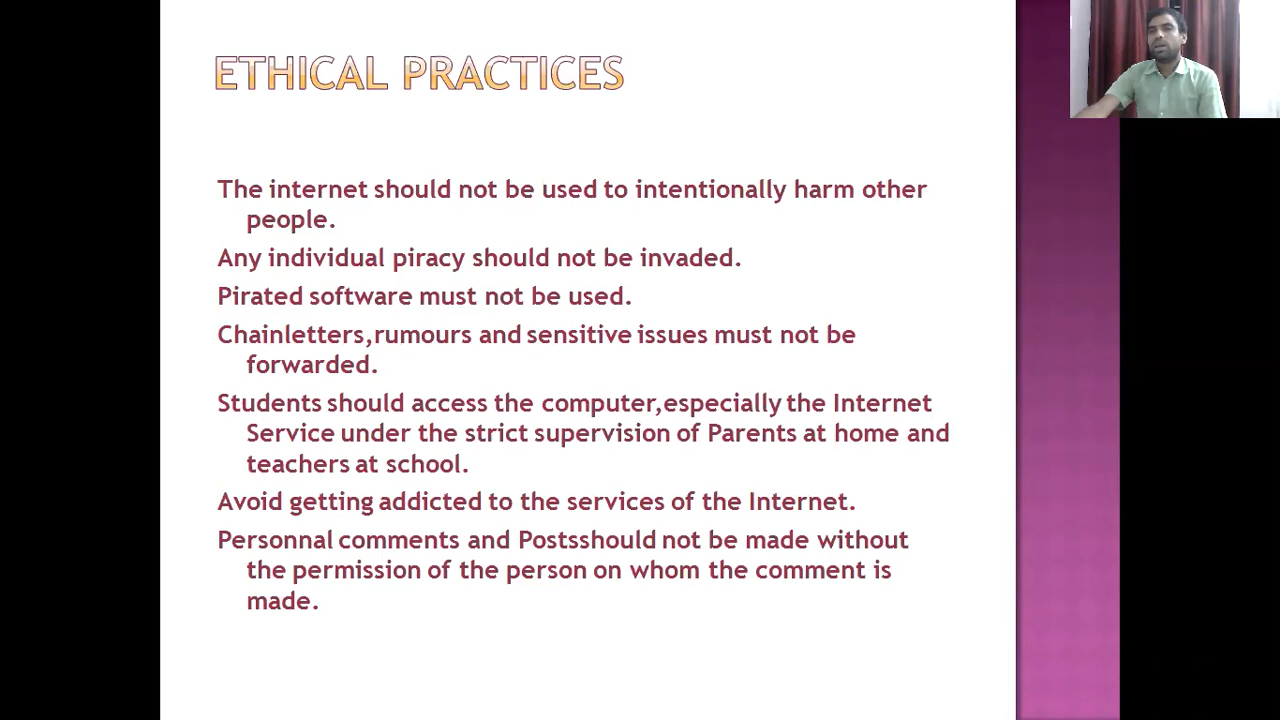 ETHICAL PRACTICES
The internet should not be used to intentionally harm other
people.
Any individual piracy should not be invaded.
Pirated software must not be used.
Chainletters,rumours and sensitive issues must not be
forwarded.
Students should access the computer,especially the Internet
Service under the strict supervision of Parents at home and
teachers at school.
Avoid getting addicted to the services of the Internet.
Personnal comments and Postsshould not be made without
the permission of the person on whom the comment is
made.